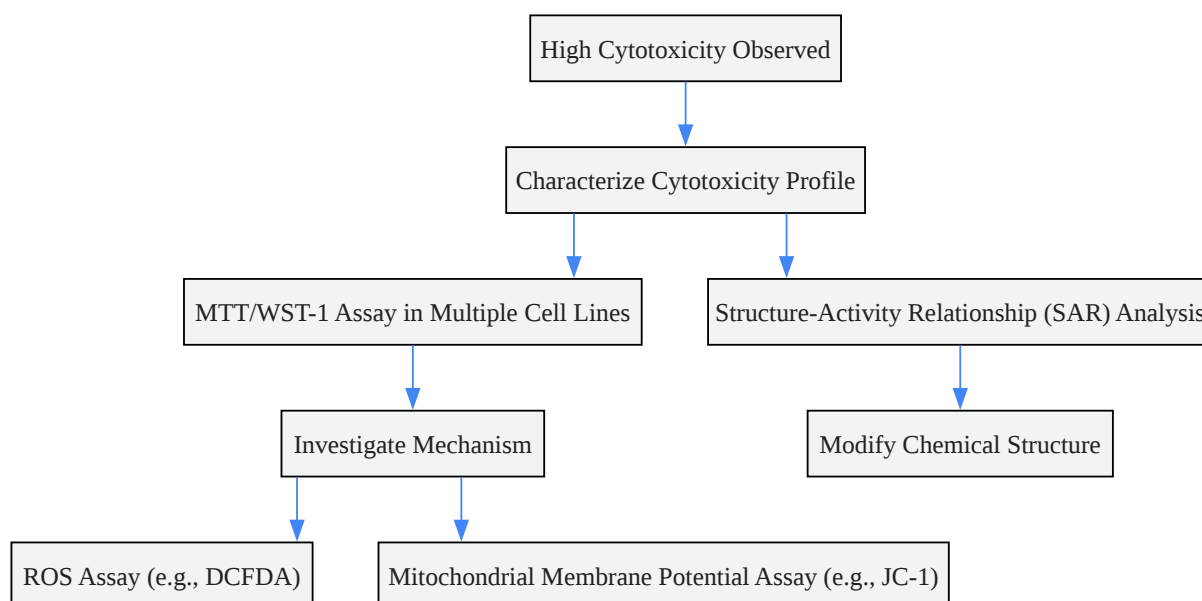 High Cytotoxicity Observed
Characterize Cytotoxicity Profile
MTT/WST-1 Assay in Multiple Cell Lines
Structure-Activity Relationship (SAR) Analysis
Investigate Mechanism
Modify Chemical Structure
ROS Assay (e.g., DCFDA)
Mitochondrial Membrane Potential Assay (e.g., JC-1)